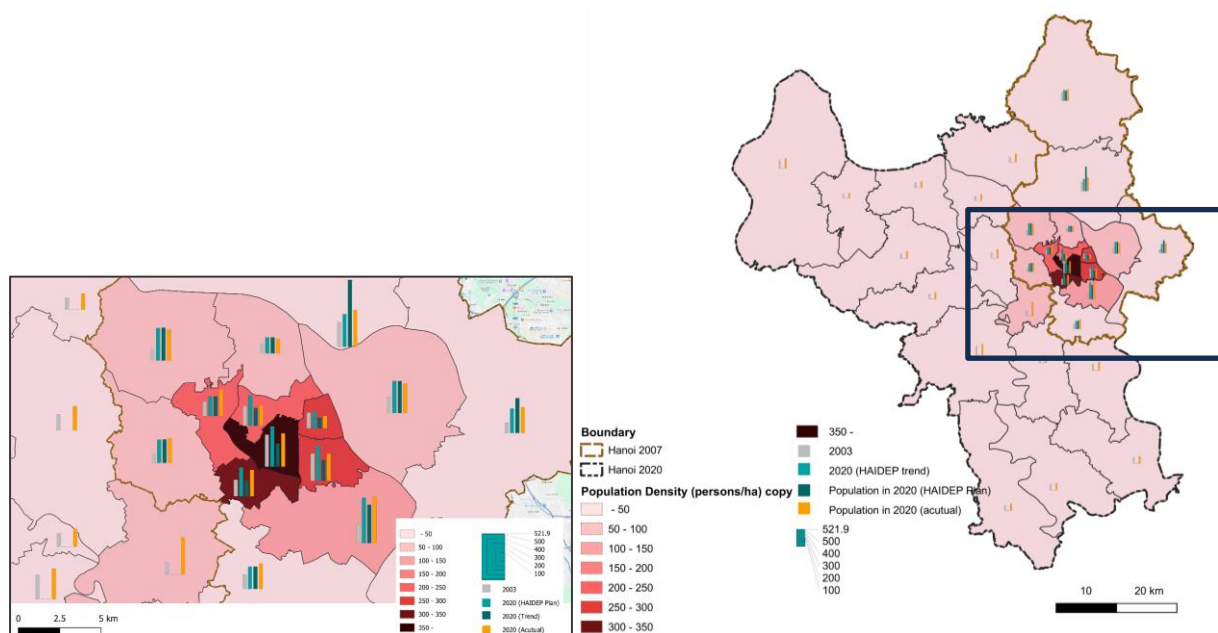 - 50
50 - 100
100 - 150
150 - 200
200 - 250
250 - 300
300 - 350
350 -
521.9
500
400
300
200
100
2003
2020 (HAIDEP Plan)
2020 (Trend)
2020 (Acutual)
0 2.5 5 km
Boundary
Hanoi 2007
Hanoi 2020
Population Density (persons/ha) copy
- 50
50 - 100
100 - 150
150 - 200
200 - 250
250 - 300
300 - 350
350 -
2003
2020 (HAIDEP trend)
Population in 2020 (HAIDEP Plan)
Population in 2020 (acutual)
521.9
500
400
300
200
100
10 20 km